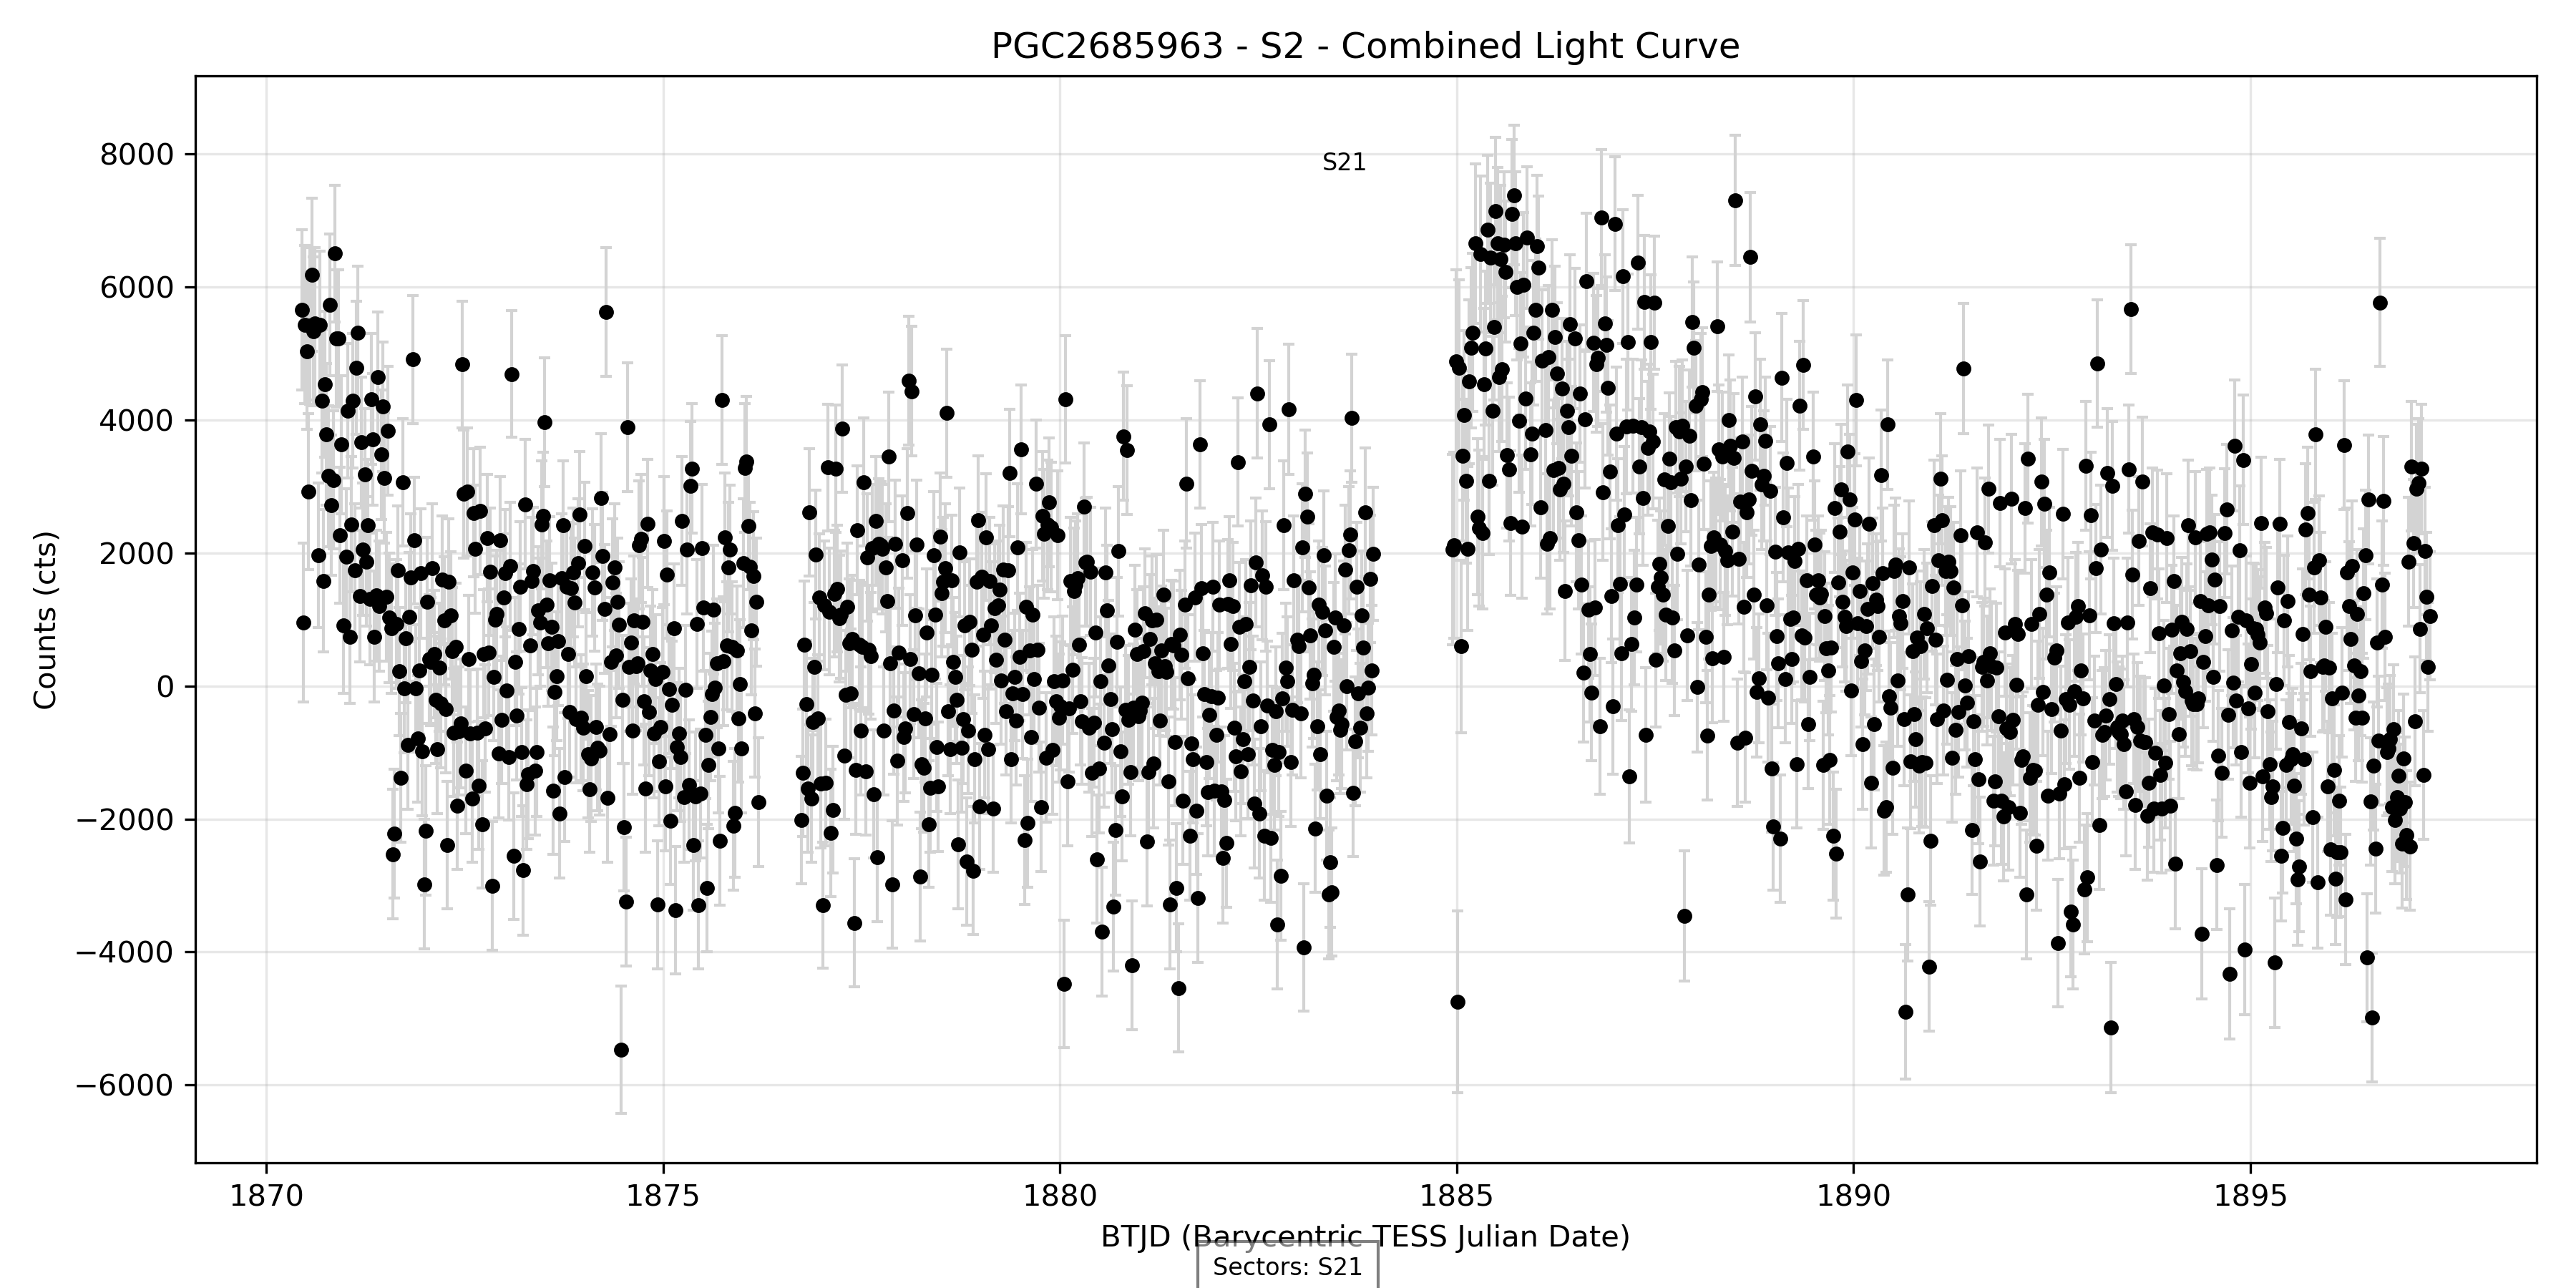 PGC2685963 - S2 - Combined Light Curve
Counts (cts)
8000
6000
4000
2000
0
−2000
−4000
−6000
S21
1870 1875 1880 1885 1890 1895
BTJD (Barycentric TESS Julian Date)
Sectors: S21